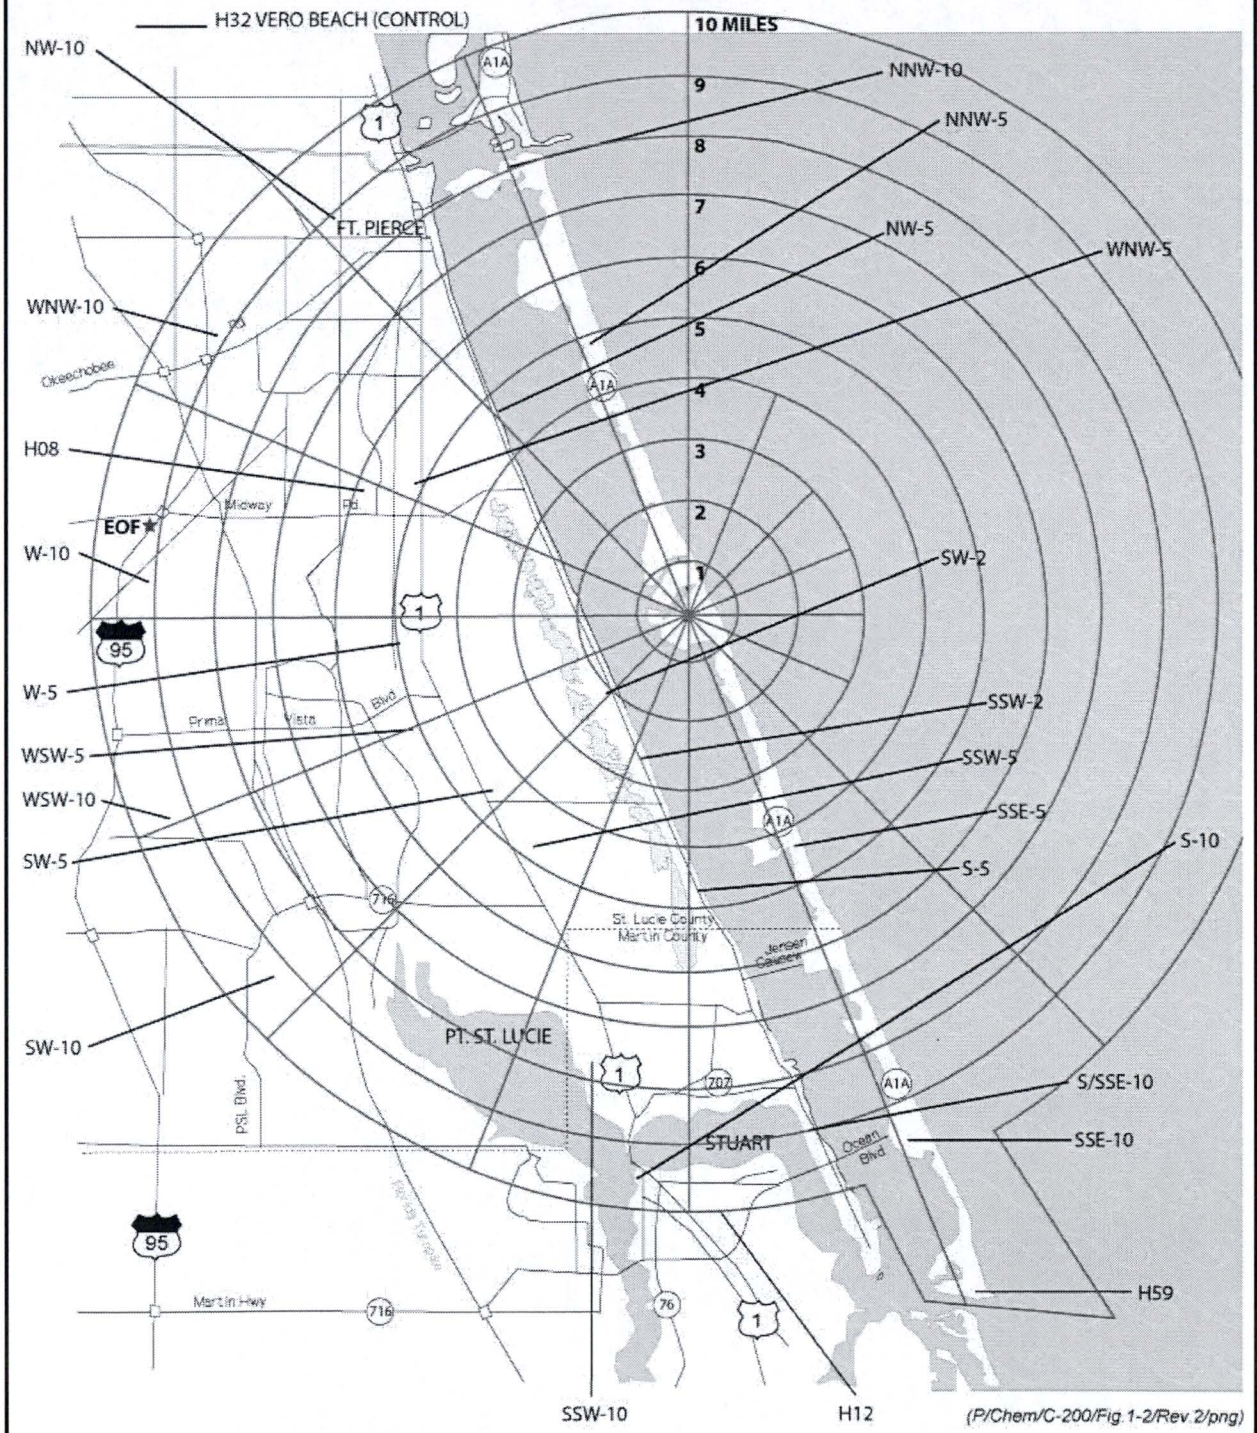 H32 VERO BEACH (CONTROL)
10 MILES
NW-10
A1A
NNW-10
9
1
NNW-5
8
7
FT. PIERCE
NW-5
WNW-5
6
WNW-10
5
Okeechobee
A1A
4
H08
3
Midway
Rd.
2
EOF
W-10
SW-2
1
1
95
W-5
SSW-2
Prima
Vista
Blvd
WSW-5
SSW-5
WSW-10
SSE-5
A1A
S-10
SW-5
S-5
716
St. Lucie County
Martin County
Jensen
Causew
PT. ST. LUCIE
SW-10
1
707
A1A
S/SSE-10
PSL Blvd.
STUART
Ocean
Blvd
SSE-10
Florida Turnpike
95
H59
Martin Hwy
716
76
1
SSW-10
H12
(P/Chem/C-200/Fig.1-2/Rev.2/png)